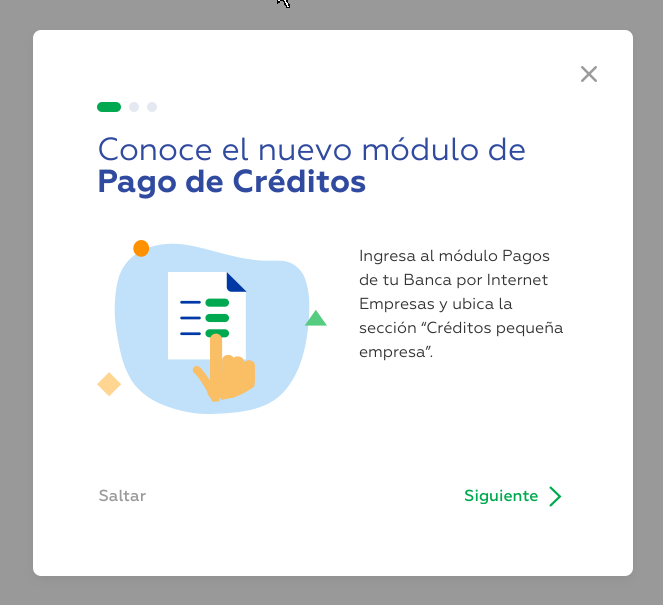 Conoce el nuevo módulo de
Pago de Créditos
Ingresa al módulo Pagos
de tu Banca por Internet
Empresas y ubica la
sección “Créditos pequeña
empresa”.
Saltar
Siguiente